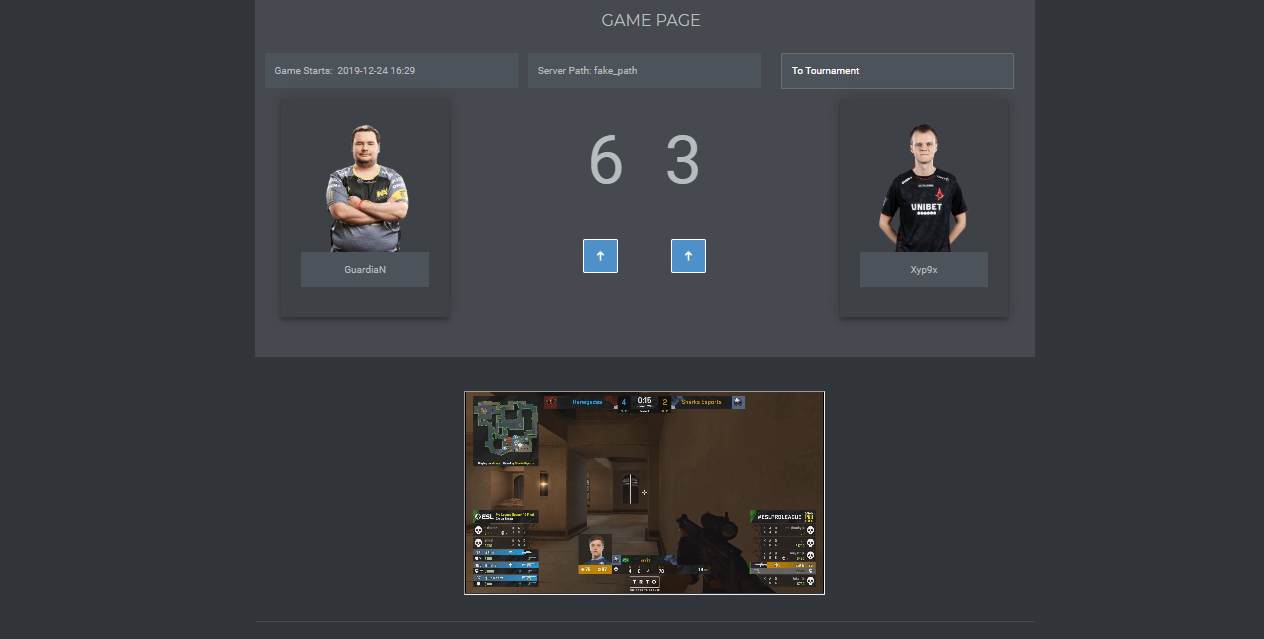 GAME PAGE
Game Starts: 2019-12-24 16:29
Server Path: fake_path
To Tournament
6 3
UNIBET
GuardiaN
Xyp9x
Renegades 4 0:15 2 Sharks Esports
ESL
#ESLPROLEAGUE
TRTO